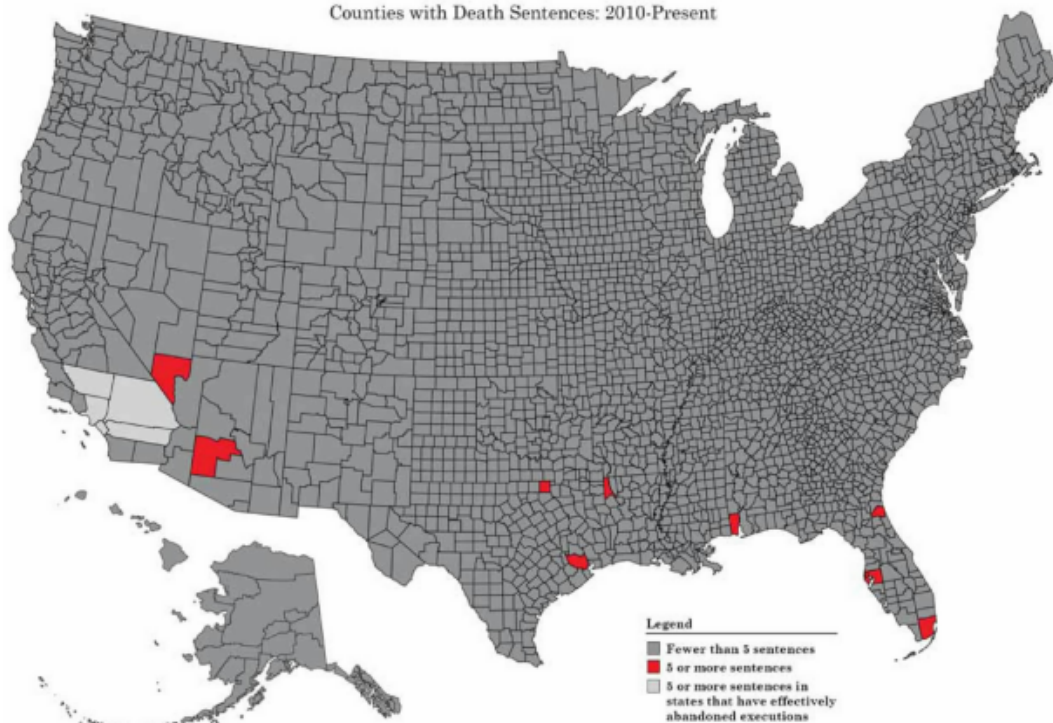 Counties with Death Sentences: 2010-Present
Legend
Fewer than 5 sentences
5 or more sentences
5 or more sentences in
states that have effectively
abandoned executions